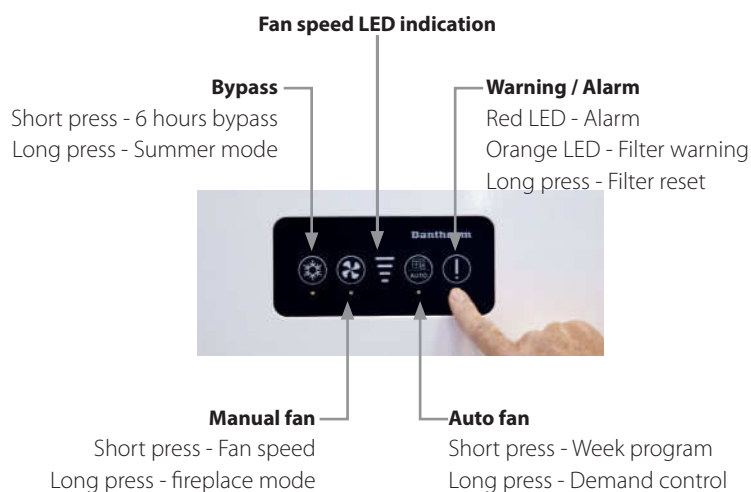 Fan speed LED indication
Bypass
Short press - 6 hours bypass
Long press - Summer mode
Warning / Alarm
Red LED - Alarm
Orange LED - Filter warning
Long press - Filter reset
Dantherm
AUTO
Manual fan
Short press - Fan speed
Long press - fireplace mode
Auto fan
Short press - Week program
Long press - Demand control